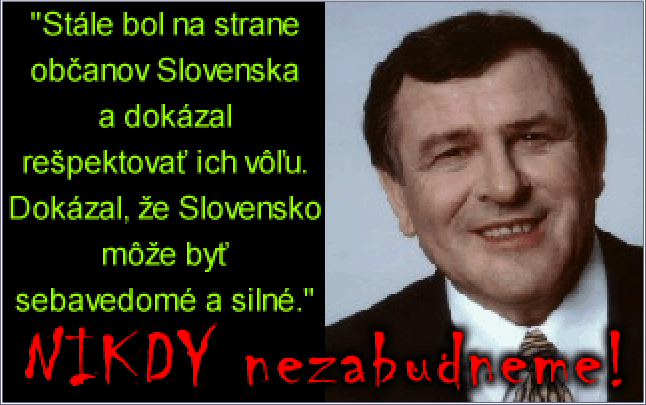 "Stále bol na strane
občanov Slovenska
a dokázal
rešpektovať ich vôľu.
Dokázal, že Slovensko
môže byť
sebavedomé a silné."
NIKDY nezabudneme!